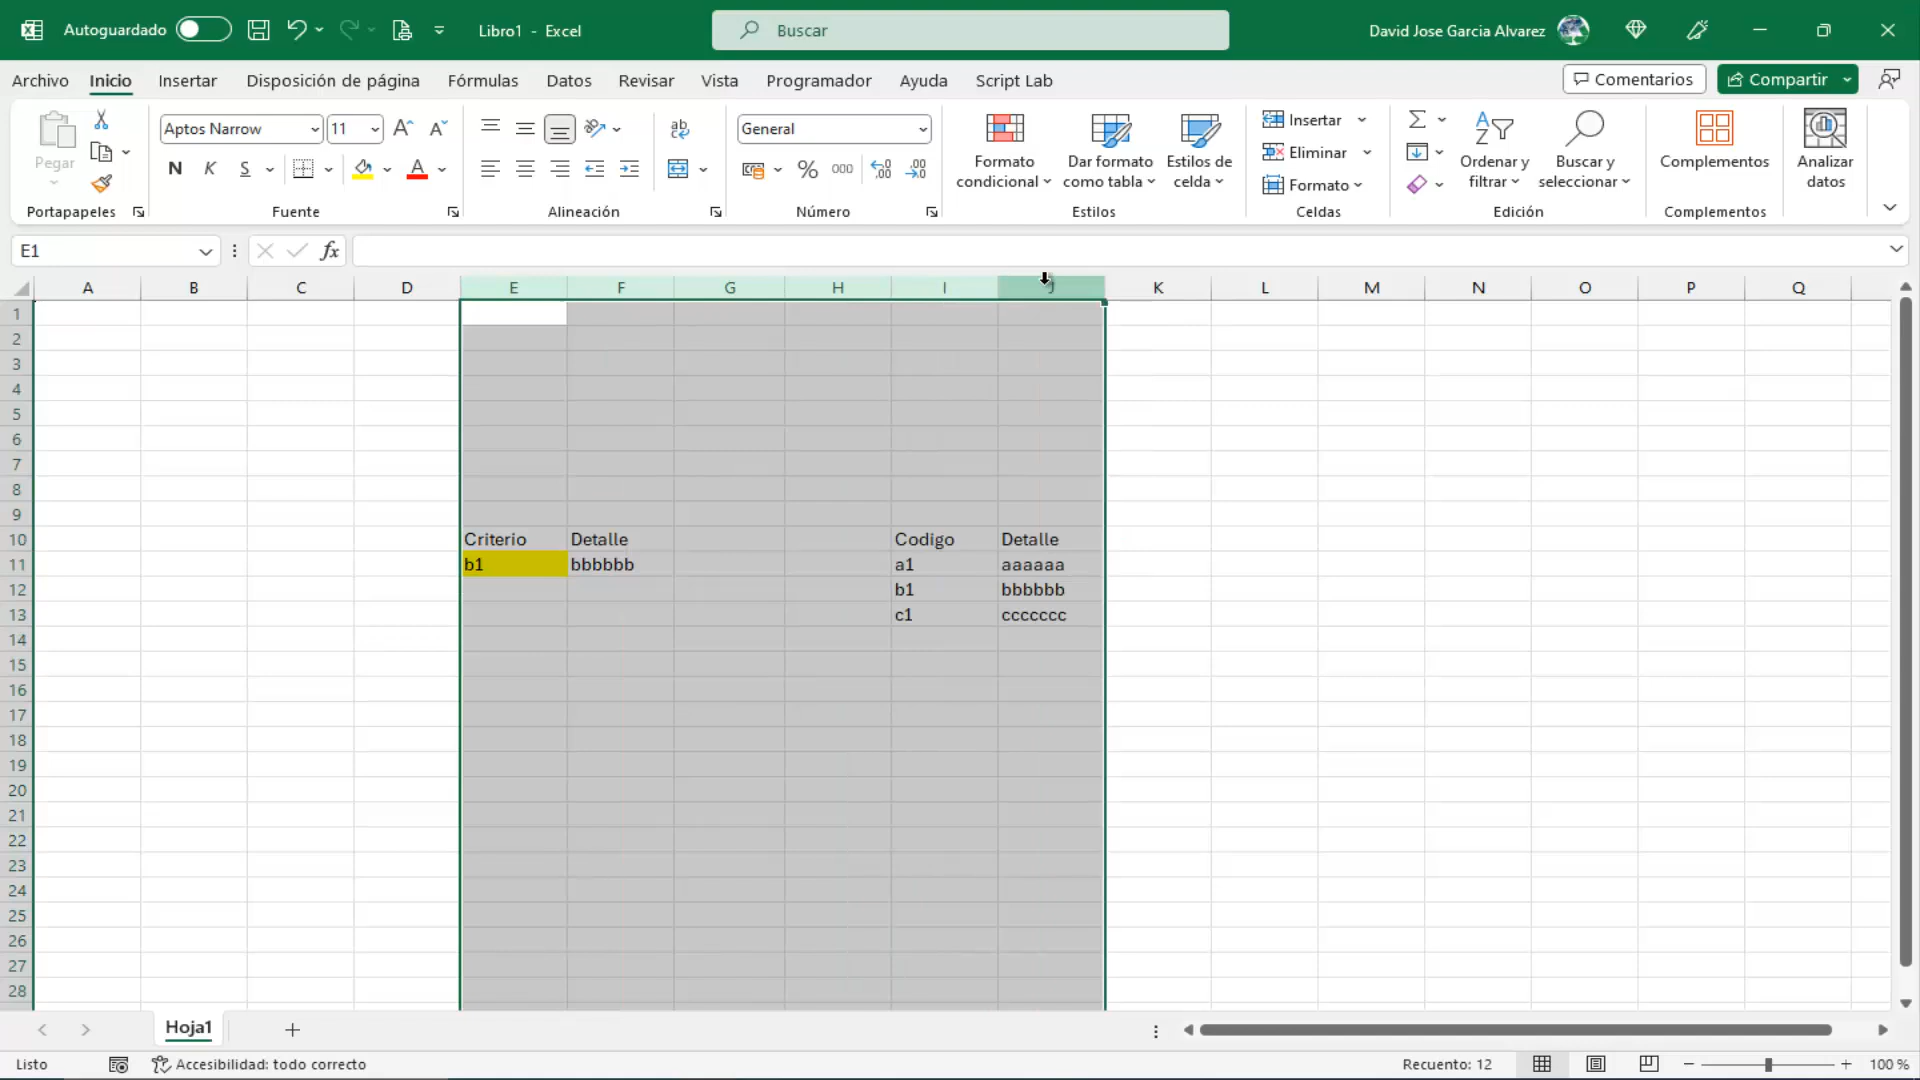 Autoguardado
Libro1 - Excel
Buscar
David Jose Garcia Alvarez
Archivo Inicio Insertar Disposición de página Fórmulas Datos Revisar Vista Programador Ayuda Script Lab
Comentarios Compartir
Pegar
Portapapeles
Aptos Narrow 11
N K S
Fuente
ab
Alineación
General
% 000
Número
Formato condicional
Dar formato como tabla
Estilos de celda
Estilos
Insertar
Eliminar
Formato
Celdas
Ordenar y filtrar
Buscar y seleccionar
Edición
Complementos
Complementos
Analizar datos
E1 fx
A B C D E F G H I J K L M N O P Q
1
2
3
4
5
6
7
8
9
10 Criterio Detalle Codigo Detalle
11 b1 bbbbbb a1 aaaaaa
12 b1 bbbbbb
13 c1 ccccccc
14
15
16
17
18
19
20
21
22
23
24
25
26
27
28
Hoja1
Listo Accesibilidad: todo correcto Recuento: 12 100 %